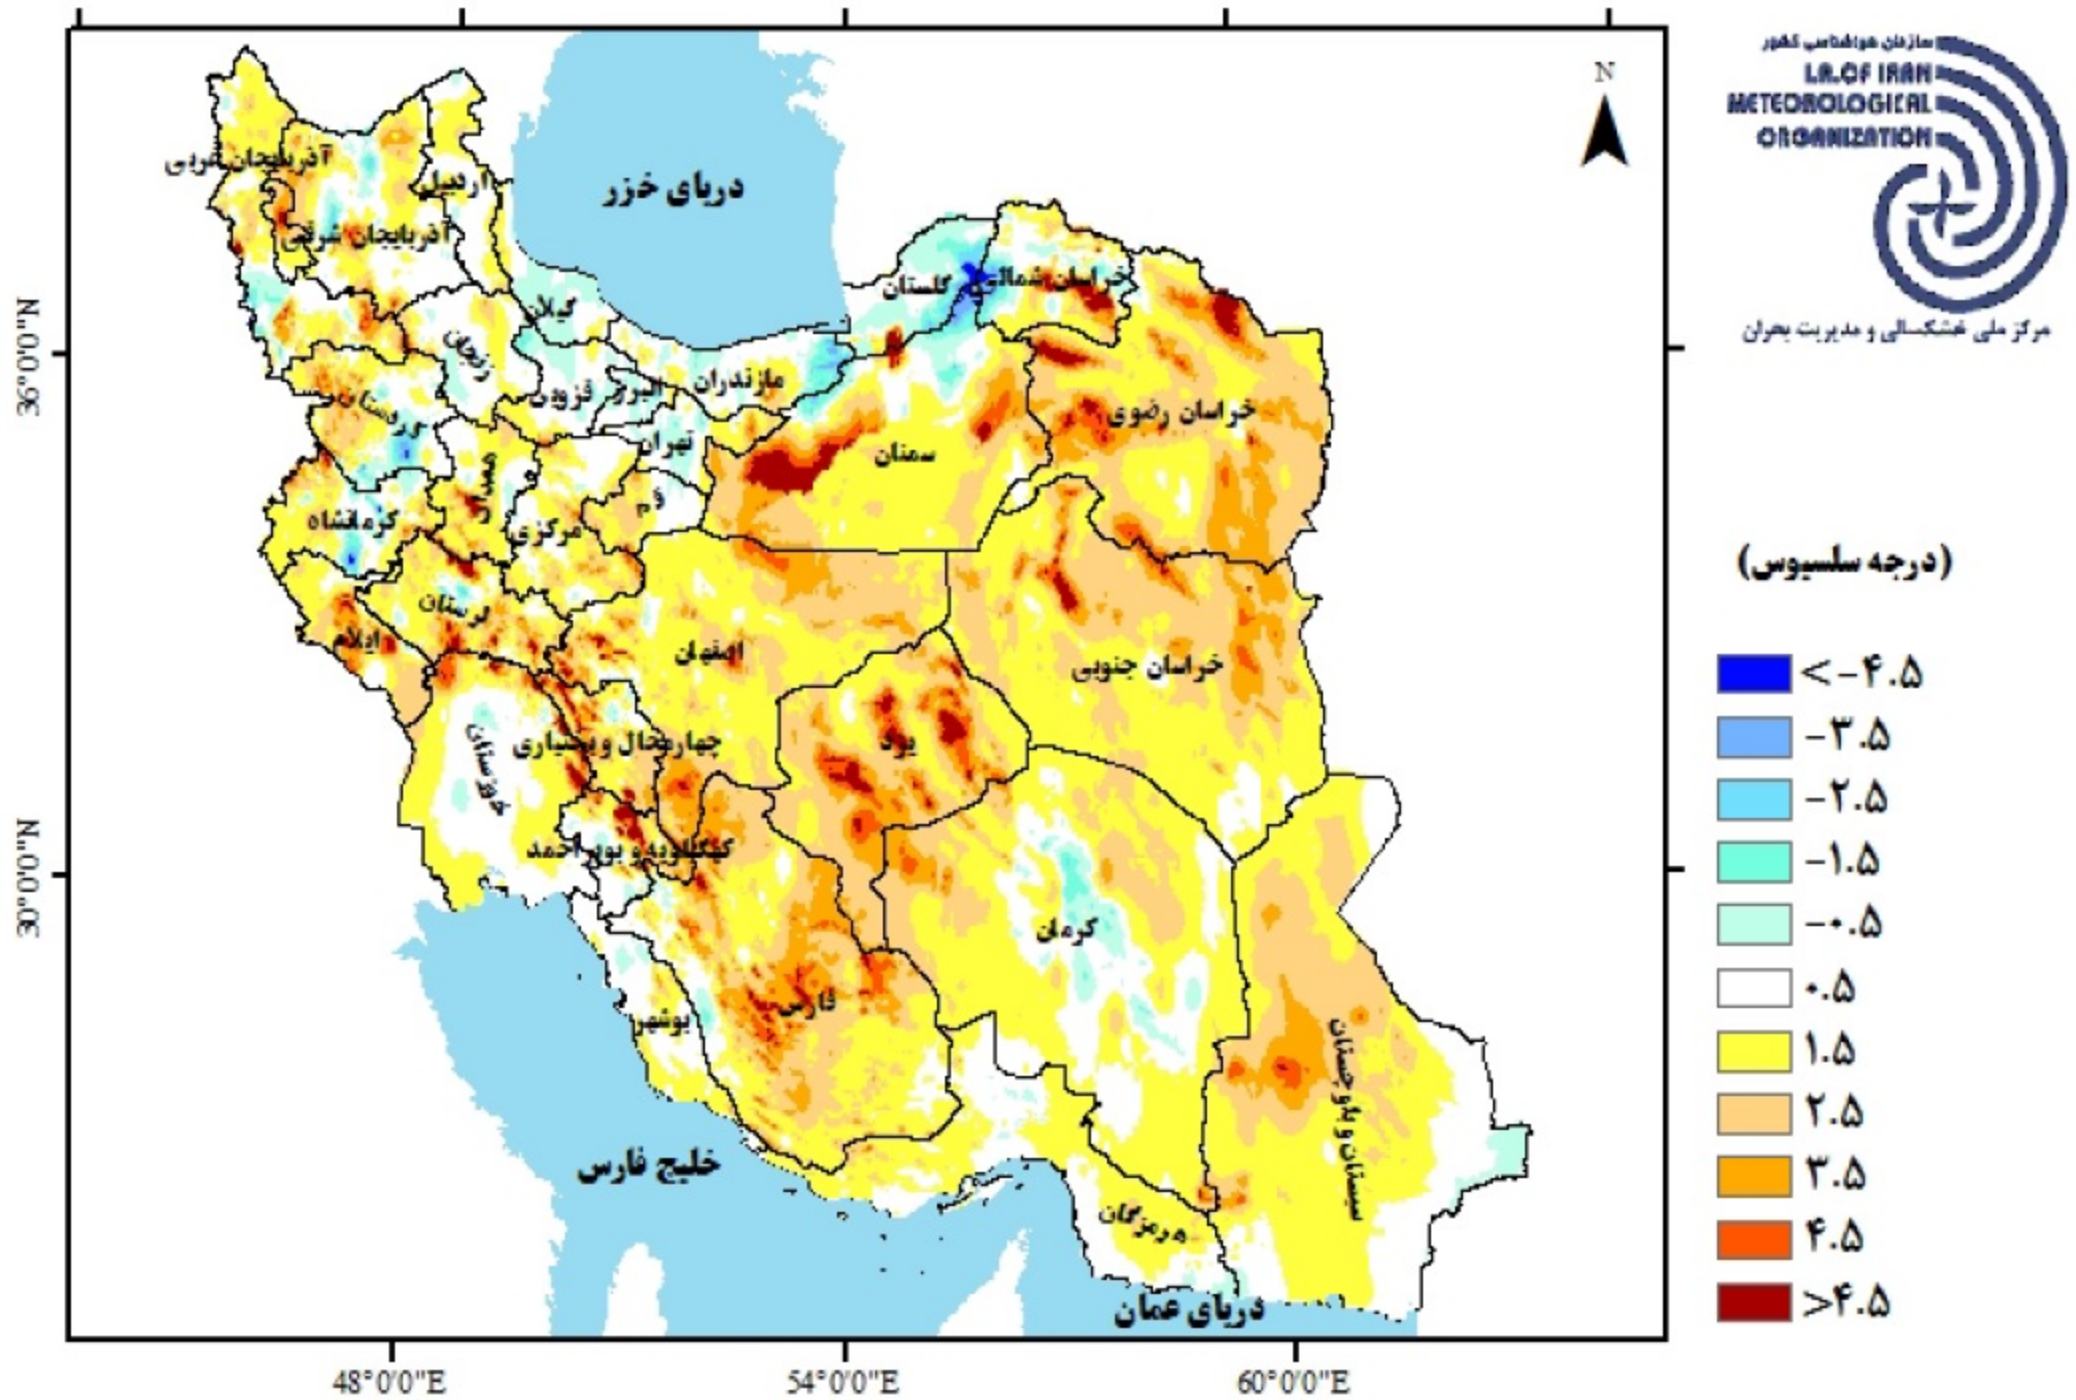 سازمان هواشناسی کشور
I.R.OF IRAN
METEOROLOGICAL
ORGANIZATION
مرکز ملی خشکسالی و مدیریت بحران
N
دریای خزر
آذربایجان غربی
اردبیل
آذربایجان شرقی
گیلان
گلستان
خراسان شمالی
زنجان
قزوین
البرز
مازندران
خراسان رضوی
کردستان
تهران
سمنان
همدان
قم
کرمانشاه
مرکزی
لرستان
ایلام
اصفهان
خراسان جنوبی
خوزستان
چهارمحال و بختیاری
یزد
کهگیلویه و بویر احمد
کرمان
فارس
بوشهر
سیستان و بلوچستان
هرمزگان
خلیج فارس
دریای عمان
36°0'0"N
30°0'0"N
48°0'0"E
54°0'0"E
60°0'0"E
(درجه سلسیوس)
<-۴.۵
-۳.۵
-۲.۵
-۱.۵
-۰.۵
۰.۵
۱.۵
۲.۵
۳.۵
۴.۵
>۴.۵